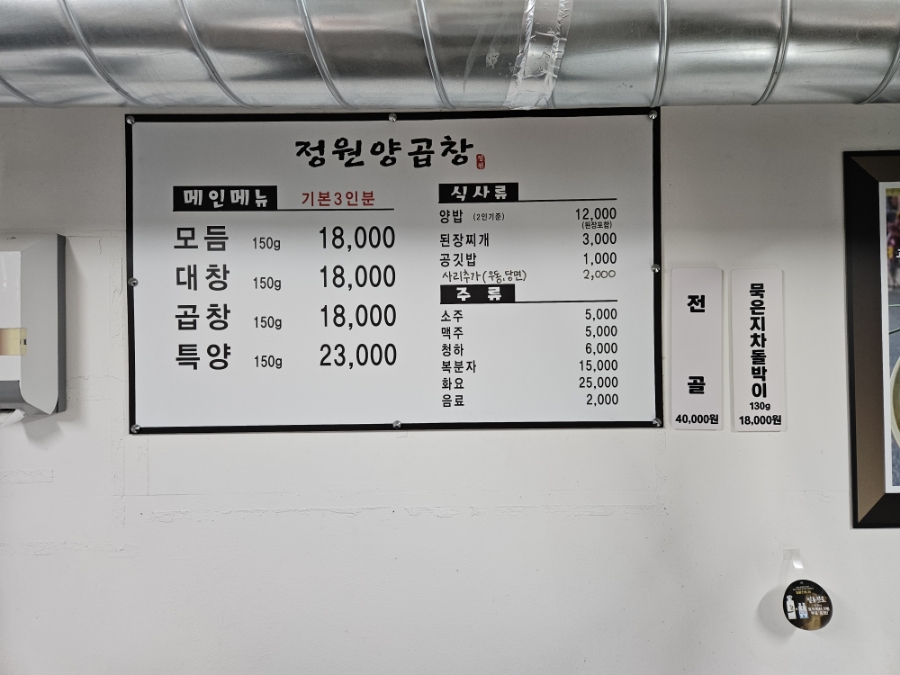 정원양곱창
메인메뉴 기본3인분
모듬 150g 18,000
대창 150g 18,000
곱창 150g 18,000
특양 150g 23,000
식사류
양밥 (2인기준) 12,000
(된장포함)
된장찌개 3,000
공깃밥 1,000
사리추가(우동,당면) 2,000
주류
소주 5,000
맥주 5,000
청하 6,000
복분자 15,000
화요 25,000
음료 2,000
전골
40,000원
묵은지차돌박이
130g
18,000원